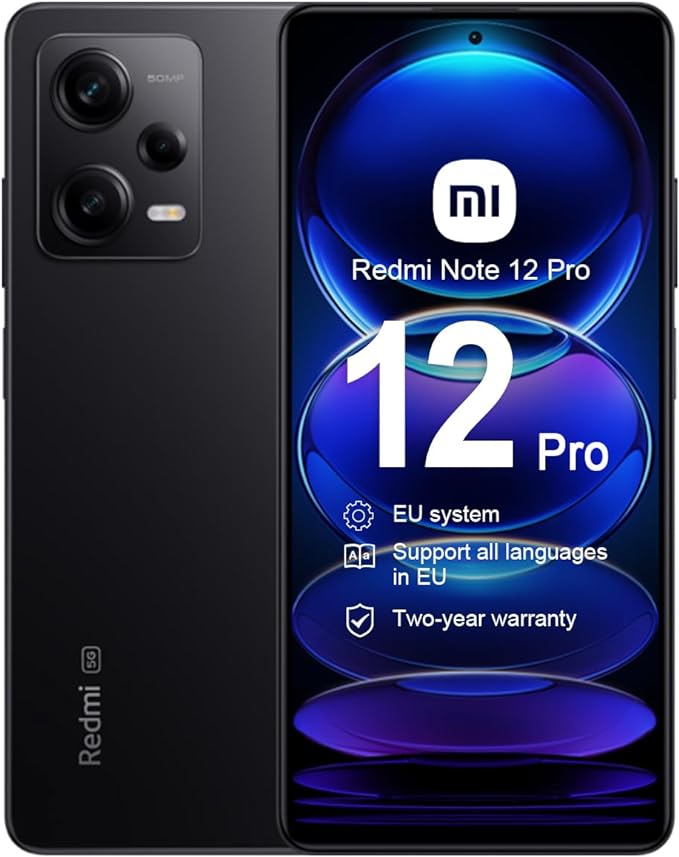 50MP
Redmi 5G
mi
Redmi Note 12 Pro
12 Pro
EU system
Aa
Support all languages
in EU
Two-year warranty